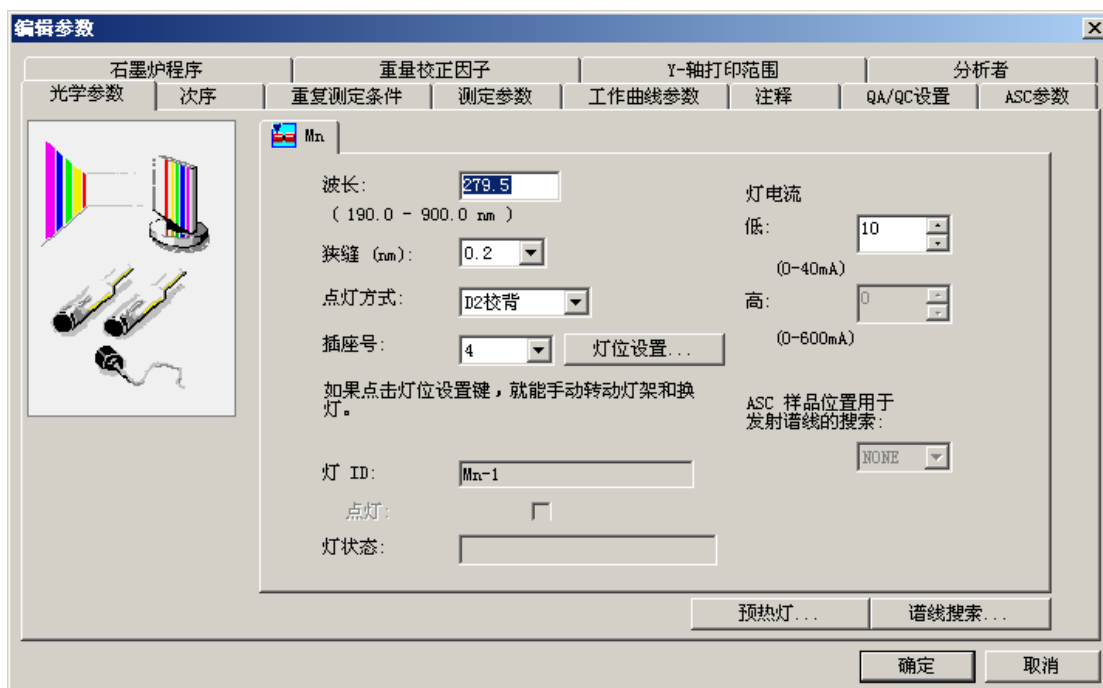 编辑参数
石墨炉程序
重量校正因子
Y-轴打印范围
分析者
光学参数
次序
重复测定条件
测定参数
工作曲线参数
注释
QA/QC设置
ASC参数
Mn
波长: 279.5
( 190.0 - 900.0 nm )
狭缝 (nm): 0.2
点灯方式: D2校背
插座号: 4 灯位设置...
如果点击灯位设置键，就能手动转动灯架和换
灯。
灯 ID: Mn-1
点灯:
灯状态:
灯电流
低: 10
(0-40mA)
高: 0
(0-600mA)
ASC 样品位置用于
发射谱线的搜索:
NONE
预热灯...
谱线搜索...
确定
取消